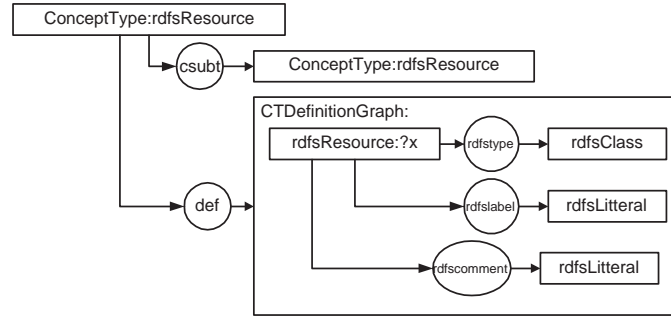 ConceptType:rdfsResource
csubt
ConceptType:rdfsResource
CTDefinitionGraph:
rdfsResource:?x
rdfstype
rdfsClass
def
rdfslabel
rdfsLitteral
rdfscomment
rdfsLitteral